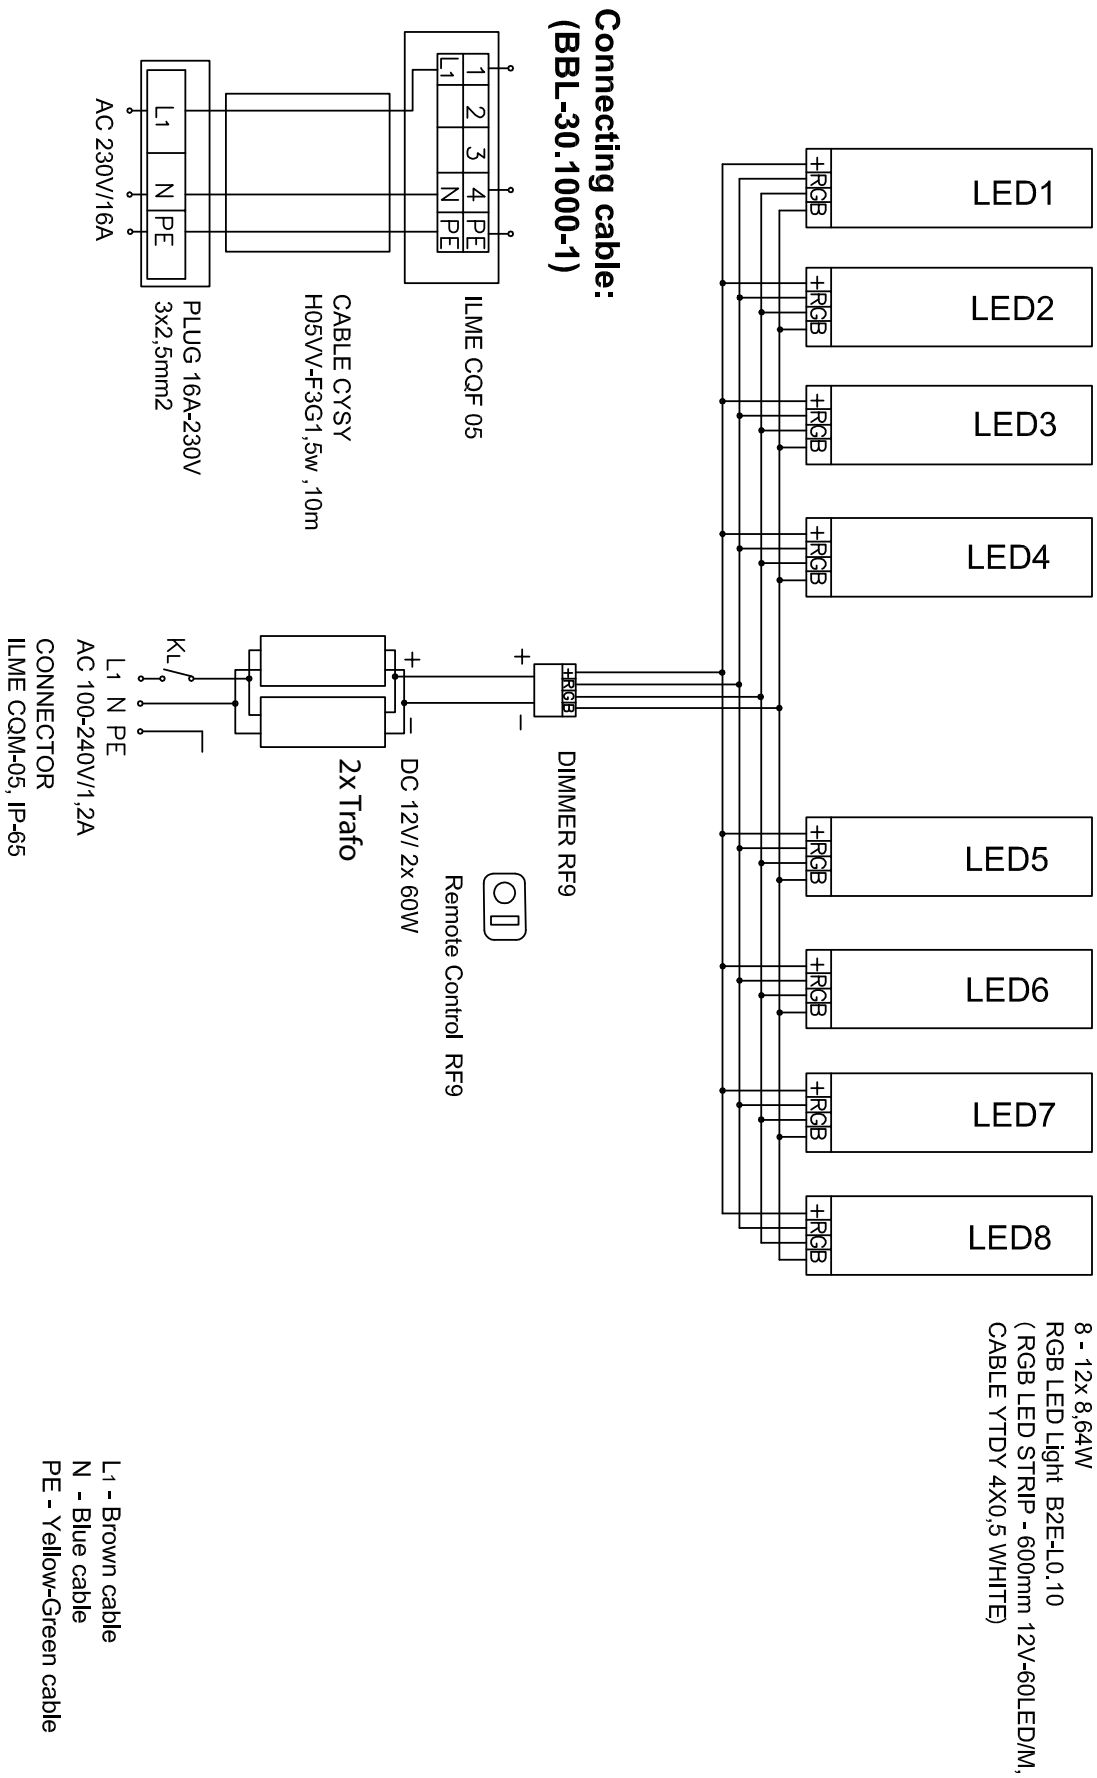 Connecting cable:
(BBL-30.1000-1)
1 2 3 4 PE
L1 N PE
ILME CQF 05
CABLE CYSY
H05VV-F3G1,5w ,10m
L1 N PE
PLUG 16A-230V
3x2,5mm2
AC 230V/16A
LED1
+ R G B
LED2
+ R G B
LED3
+ R G B
LED4
+ R G B
LED5
+ R G B
LED6
+ R G B
LED7
+ R G B
LED8
+ R G B
8 - 12x 8,64W
RGB LED Light B2E-L0.10
( RGB LED STRIP - 600mm 12V-60LED/M,
CABLE YTDY 4X0,5 WHITE)
+ R G B
+ −
DIMMER RF9
Remote Control RF9
+ −
DC 12V/ 2x 60W
2x Trafo
KL
L1 N PE
AC 100-240V/1,2A
CONNECTOR
ILME CQM-05, IP-65
L1 - Brown cable
N - Blue cable
PE - Yellow-Green cable